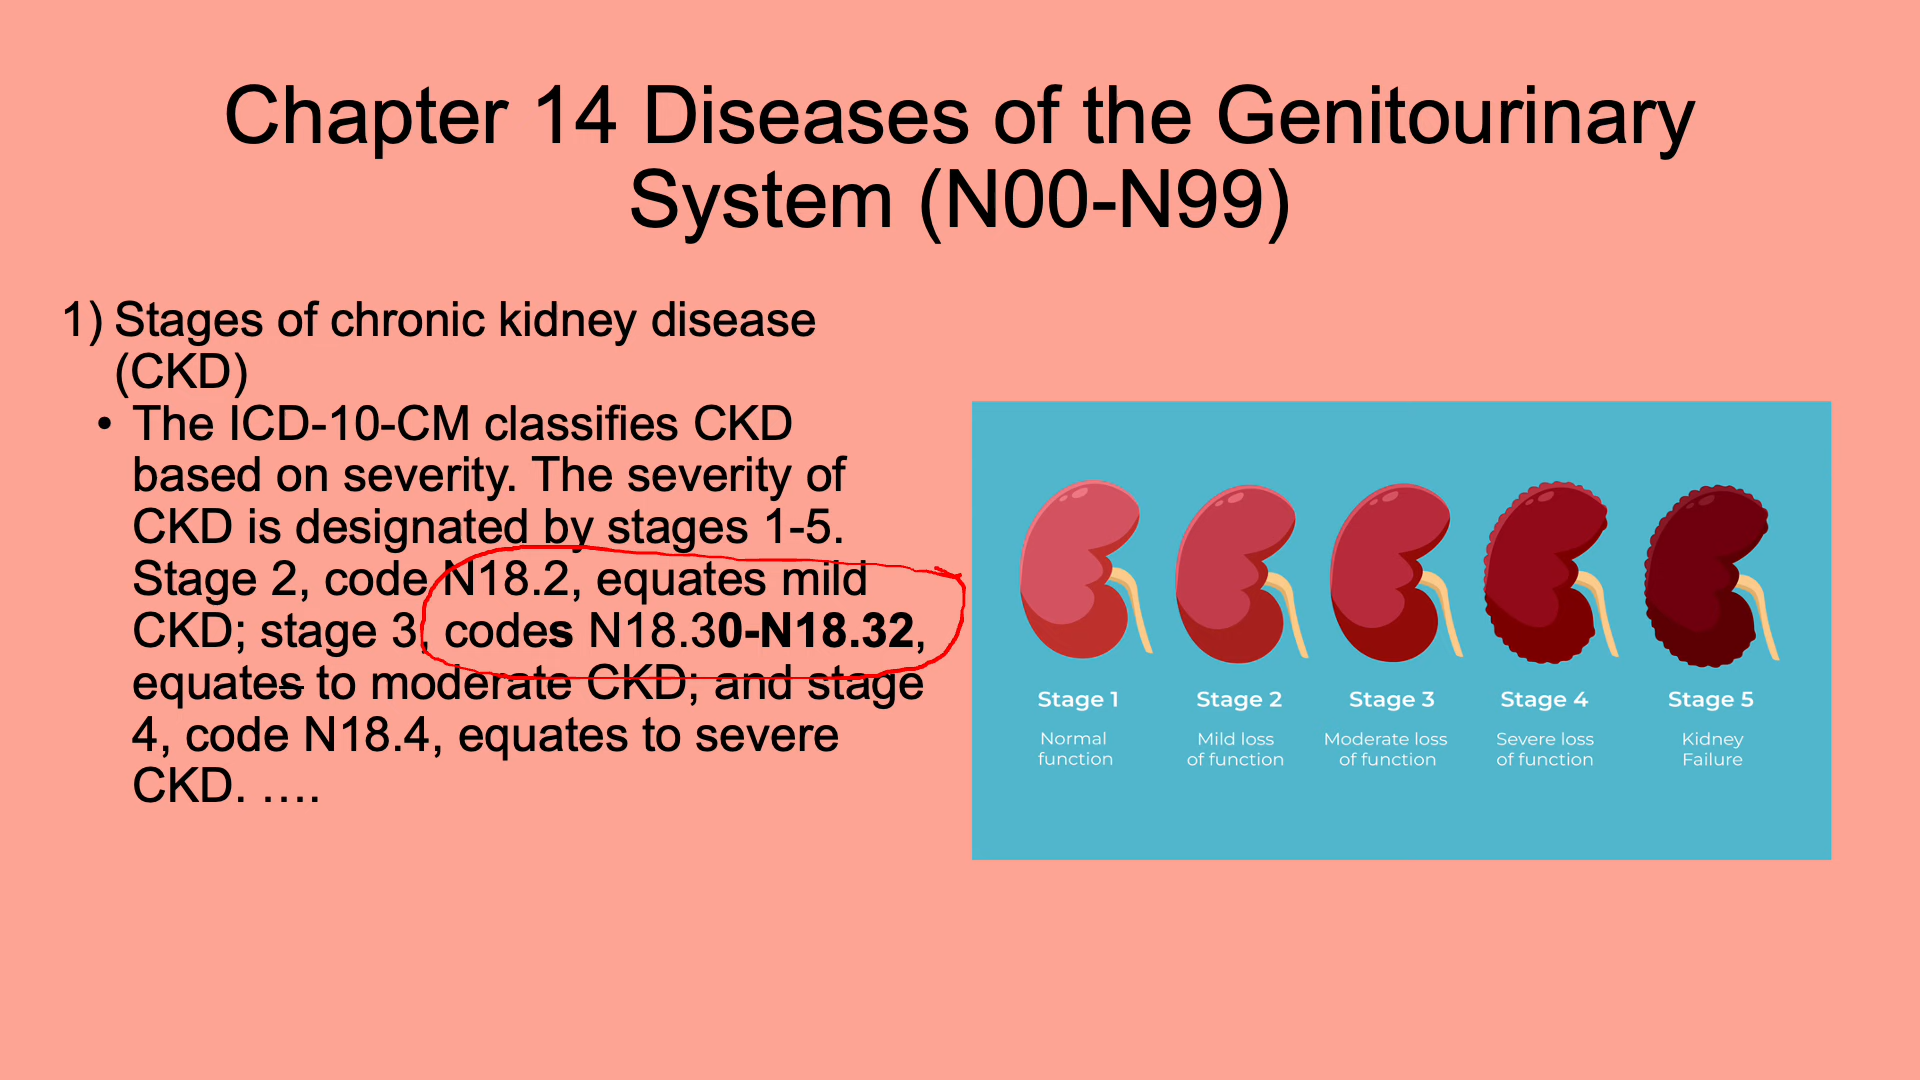 Chapter 14 Diseases of the Genitourinary
System (N00-N99)
1) Stages of chronic kidney disease
(CKD)
• The ICD-10-CM classifies CKD
based on severity. The severity of
CKD is designated by stages 1-5.
Stage 2, code N18.2, equates mild
CKD; stage 3, codes N18.30-N18.32,
equates to moderate CKD; and stage
4, code N18.4, equates to severe
CKD. ….
Stage 1
Normal
function
Stage 2
Mild loss
of function
Stage 3
Moderate loss
of function
Stage 4
Severe loss
of function
Stage 5
Kidney
Failure